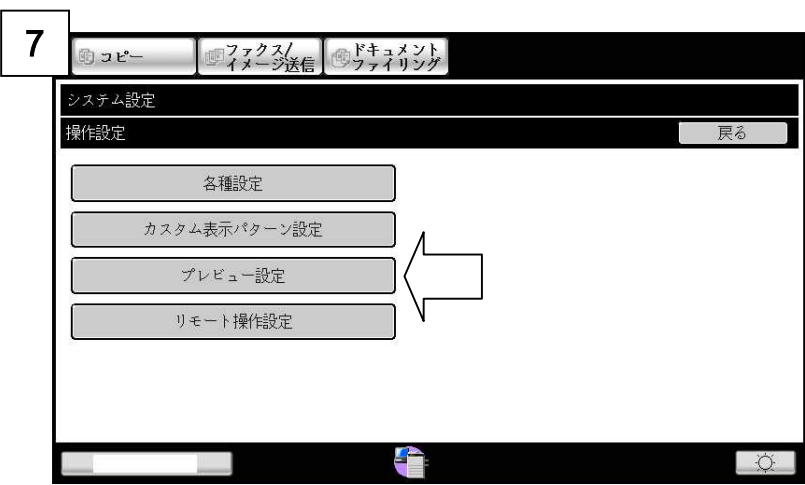 7
コピー
ファクス/
イメージ送信
ドキュメント
ファイリング
システム設定
操作設定
戻る
各種設定
カスタム表示パターン設定
プレビュー設定
リモート操作設定